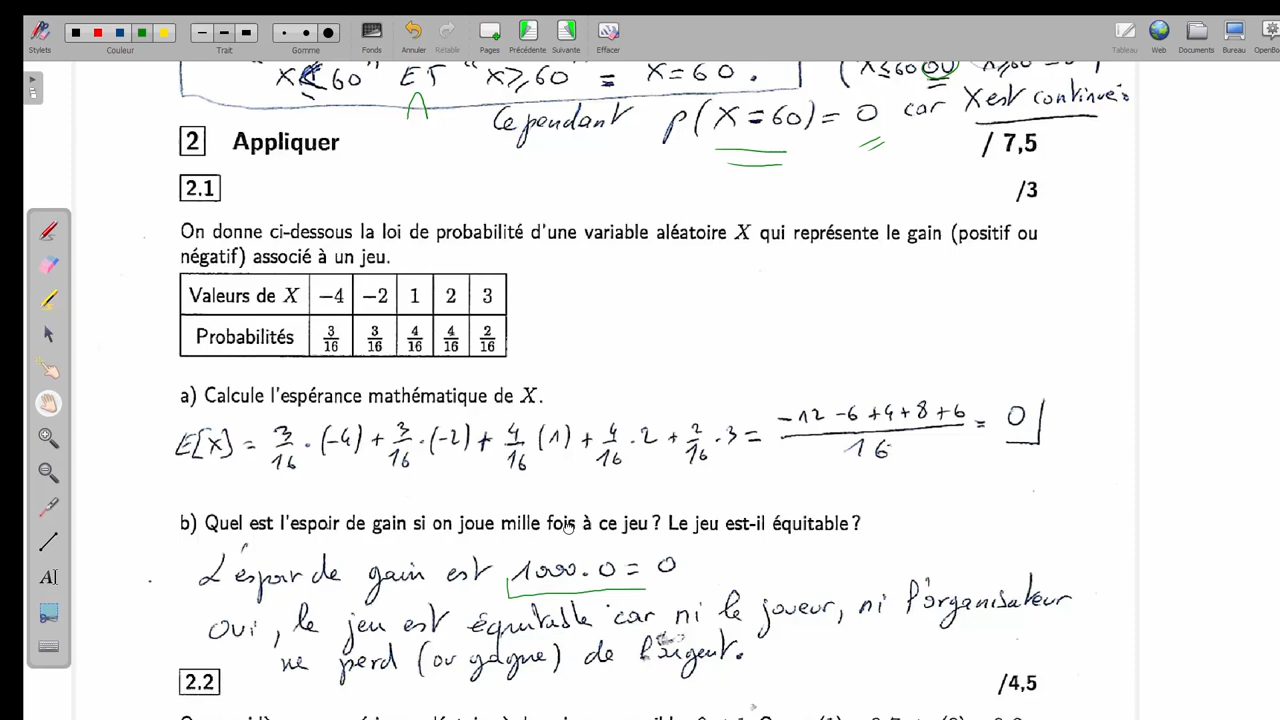 Stylets Couleur Trait Gomme Fonds Annuler Rétablir Pages Précédente Suivante Effacer Tableau Web Documents Bureau OpenBo
60" ET "X ≥ 60" = X = 60.
(X ≤ 60 OU X ≥ 60
Cependant p(X = 60) = 0 car X est continue
2 Appliquer / 7,5
2.1 /3
On donne ci-dessous la loi de probabilité d'une variable aléatoire X qui représente le gain (positif ou
négatif) associé à un jeu.
Valeurs de X −4 −2 1 2 3
Probabilités 3/16 3/16 4/16 4/16 2/16
a) Calcule l'espérance mathématique de X.
E[X] = 3/16 · (-4) + 3/16 · (-2) + 4/16 (1) + 4/16 · 2 + 2/16 · 3 = (-12 -6 +4 +8 +6)/16 = 0
b) Quel est l'espoir de gain si on joue mille fois à ce jeu ? Le jeu est-il équitable ?
L'espoir de gain est 1000 · 0 = 0
Oui, le jeu est équitable car ni le joueur, ni l'organisateur
ne perd (ou gagne) de l'argent.
2.2 /4,5